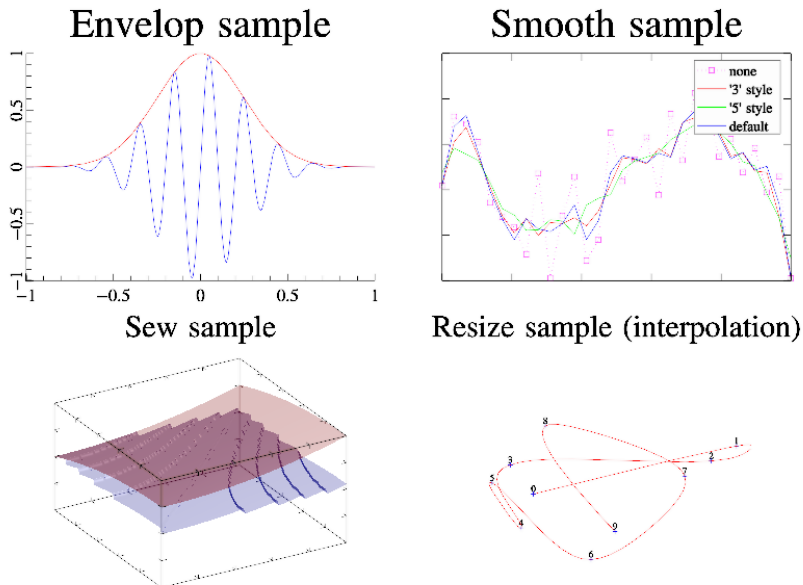 Envelop sample
1
0.5
0
−0.5
−1
−1
−0.5
0
0.5
1
Smooth sample
none
'3' style
'5' style
default
Sew sample
Resize sample (interpolation)
8
1
3
2
5
7
0
4
9
6